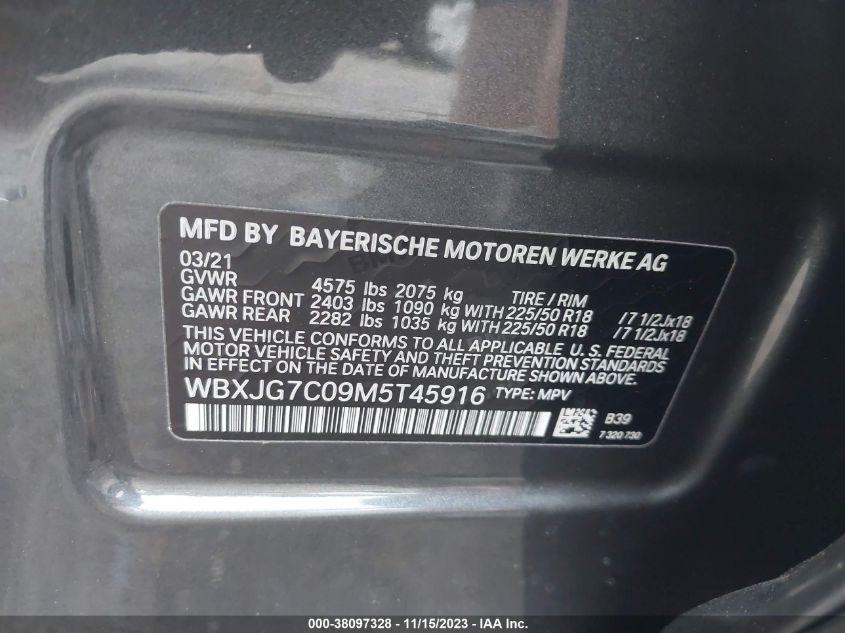 MFD BY BAYERISCHE MOTOREN WERKE AG
03/21
GVWR 4575 lbs 2075 kg TIRE / RIM
GAWR FRONT 2403 lbs 1090 kg WITH 225/50 R18 /7 1/2Jx18
GAWR REAR 2282 lbs 1035 kg WITH 225/50 R18 /7 1/2Jx18
THIS VEHICLE CONFORMS TO ALL APPLICABLE U. S. FEDERAL
MOTOR VEHICLE SAFETY AND THEFT PREVENTION STANDARDS
IN EFFECT ON THE DATE OF MANUFACTURE SHOWN ABOVE.
WBXJG7C09M5T45916 TYPE: MPV
B39
7 320 730
000-38097328 - 11/15/2023 - IAA Inc.